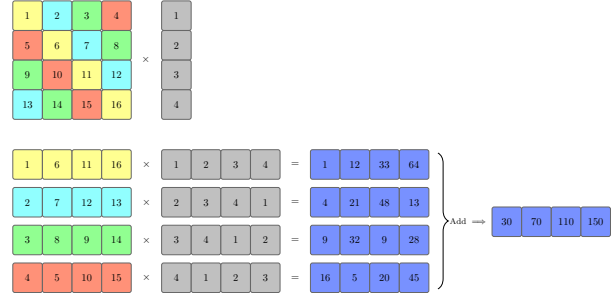 1 2 3 4 1
5 6 7 8 2
×
9 10 11 12 3
13 14 15 16 4
1 6 11 16 × 1 2 3 4 = 1 12 33 64
2 7 12 13 × 2 3 4 1 = 4 21 48 13
Add ⟹ 30 70 110 150
3 8 9 14 × 3 4 1 2 = 9 32 9 28
4 5 10 15 × 4 1 2 3 = 16 5 20 45